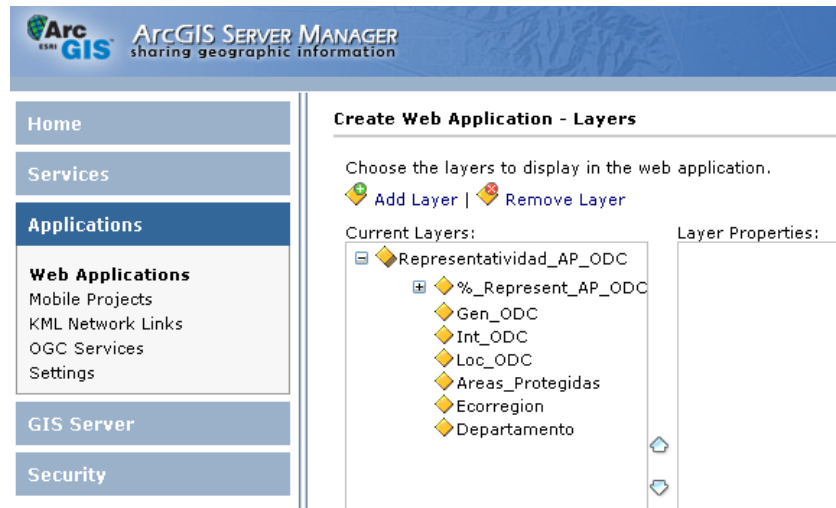 Arc
ESRI GIS
ArcGIS Server Manager
sharing geographic information
Home
Services
Applications
Web Applications
Mobile Projects
KML Network Links
OGC Services
Settings
GIS Server
Security
Create Web Application - Layers
Choose the layers to display in the web application.
Add Layer | Remove Layer
Current Layers:
Representatividad_AP_ODC
%_Represent_AP_ODC
Gen_ODC
Int_ODC
Loc_ODC
Areas_Protegidas
Ecorregion
Departamento
Layer Properties: